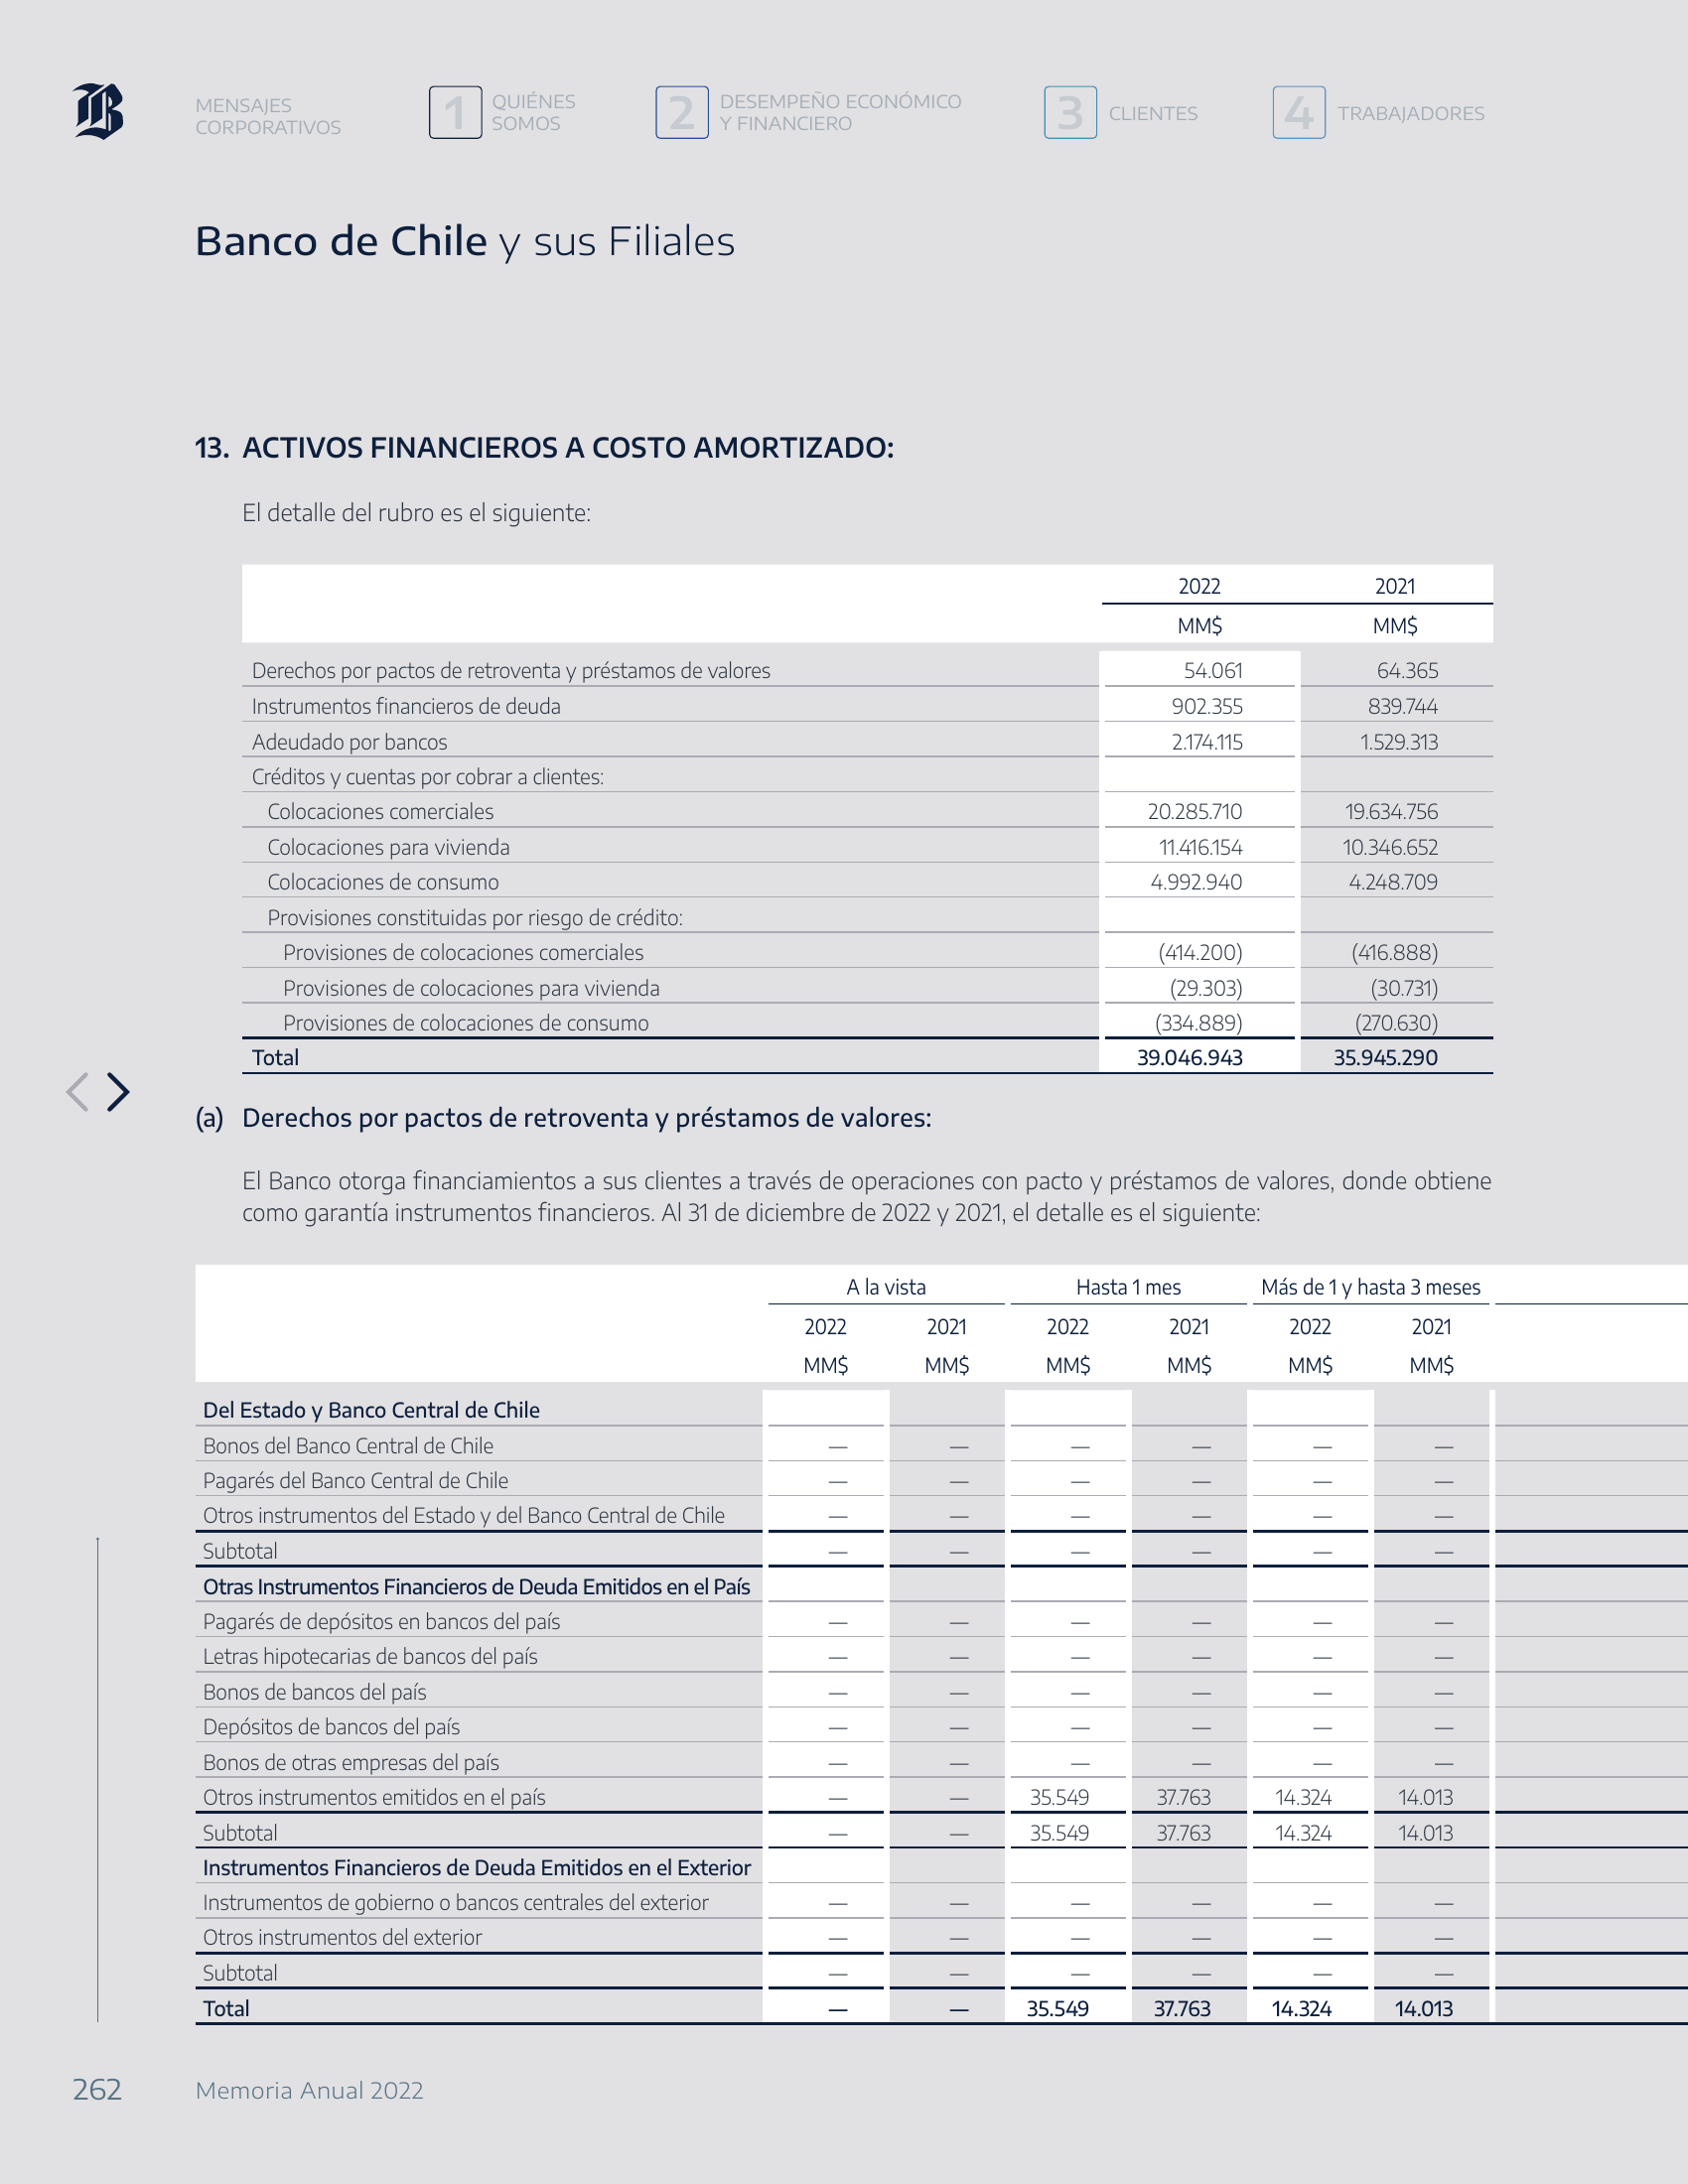 B
MENSAJES
CORPORATIVOS
1 QUIÉNES
SOMOS
2 DESEMPEÑO ECONÓMICO
Y FINANCIERO
3 CLIENTES
4 TRABAJADORES
Banco de Chile y sus Filiales
13. ACTIVOS FINANCIEROS A COSTO AMORTIZADO:
El detalle del rubro es el siguiente:
2022 2021
MM$ MM$
Derechos por pactos de retroventa y préstamos de valores 54.061 64.365
Instrumentos financieros de deuda 902.355 839.744
Adeudado por bancos 2.174.115 1.529.313
Créditos y cuentas por cobrar a clientes:
Colocaciones comerciales 20.285.710 19.634.756
Colocaciones para vivienda 11.416.154 10.346.652
Colocaciones de consumo 4.992.940 4.248.709
Provisiones constituidas por riesgo de crédito:
Provisiones de colocaciones comerciales (414.200) (416.888)
Provisiones de colocaciones para vivienda (29.303) (30.731)
Provisiones de colocaciones de consumo (334.889) (270.630)
Total 39.046.943 35.945.290
(a) Derechos por pactos de retroventa y préstamos de valores:
El Banco otorga financiamientos a sus clientes a través de operaciones con pacto y préstamos de valores, donde obtiene
como garantía instrumentos financieros. Al 31 de diciembre de 2022 y 2021, el detalle es el siguiente:
A la vista Hasta 1 mes Más de 1 y hasta 3 meses
2022 2021 2022 2021 2022 2021
MM$ MM$ MM$ MM$ MM$ MM$
Del Estado y Banco Central de Chile
Bonos del Banco Central de Chile — — — — — —
Pagarés del Banco Central de Chile — — — — — —
Otros instrumentos del Estado y del Banco Central de Chile — — — — — —
Subtotal — — — — — —
Otras Instrumentos Financieros de Deuda Emitidos en el País
Pagarés de depósitos en bancos del país — — — — — —
Letras hipotecarias de bancos del país — — — — — —
Bonos de bancos del país — — — — — —
Depósitos de bancos del país — — — — — —
Bonos de otras empresas del país — — — — — —
Otros instrumentos emitidos en el país — — 35.549 37.763 14.324 14.013
Subtotal — — 35.549 37.763 14.324 14.013
Instrumentos Financieros de Deuda Emitidos en el Exterior
Instrumentos de gobierno o bancos centrales del exterior — — — — — —
Otros instrumentos del exterior — — — — — —
Subtotal — — — — — —
Total — — 35.549 37.763 14.324 14.013
262 Memoria Anual 2022